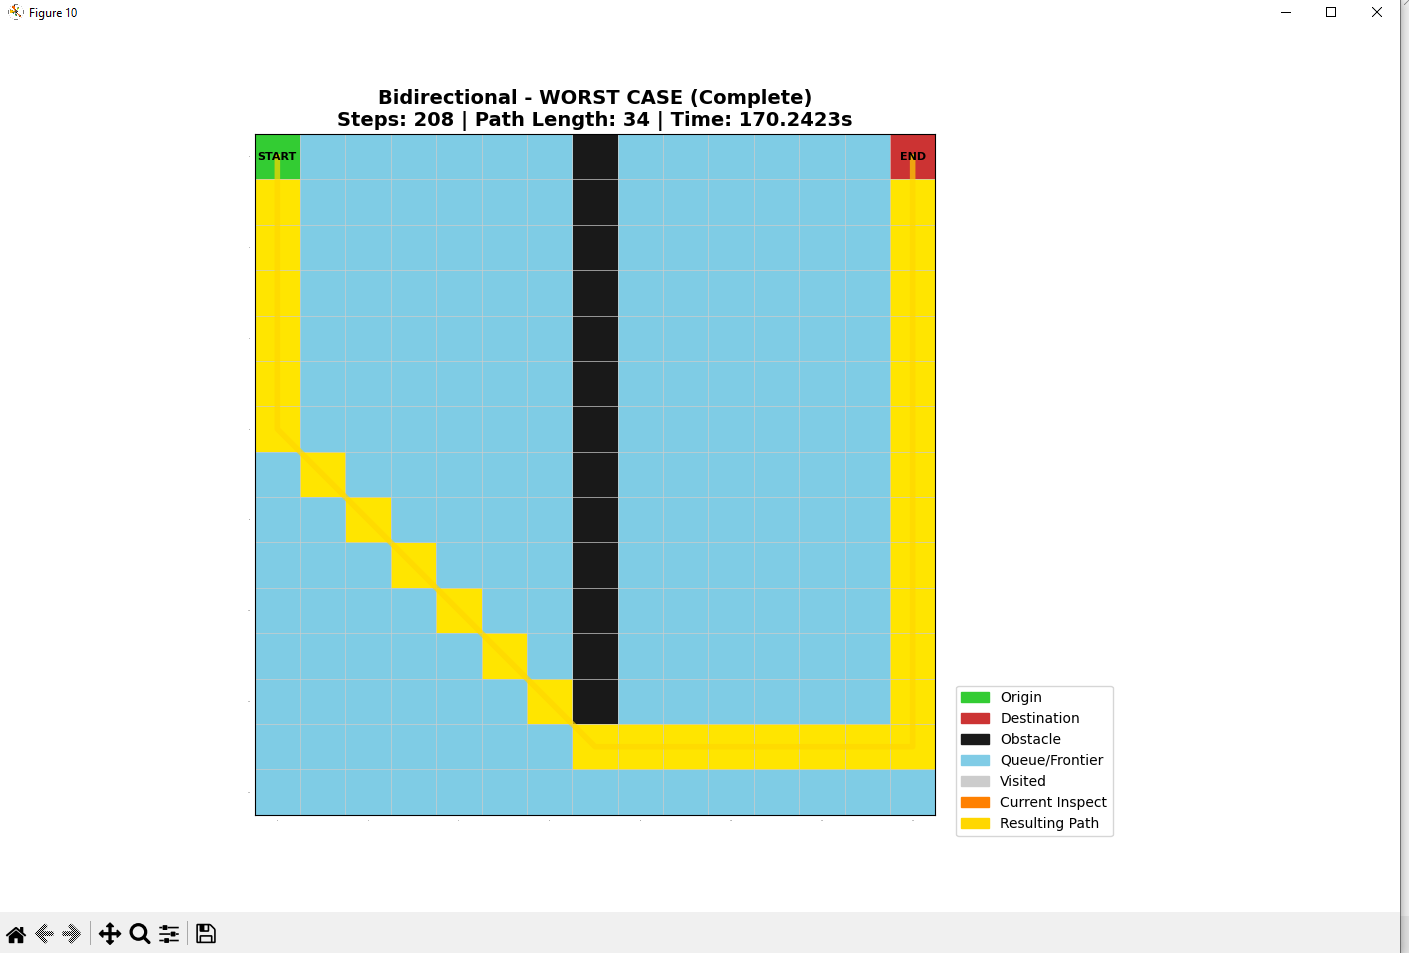 Figure 10
Bidirectional - WORST CASE (Complete)
Steps: 208 | Path Length: 34 | Time: 170.2423s
START
END
Origin
Destination
Obstacle
Queue/Frontier
Visited
Current Inspect
Resulting Path